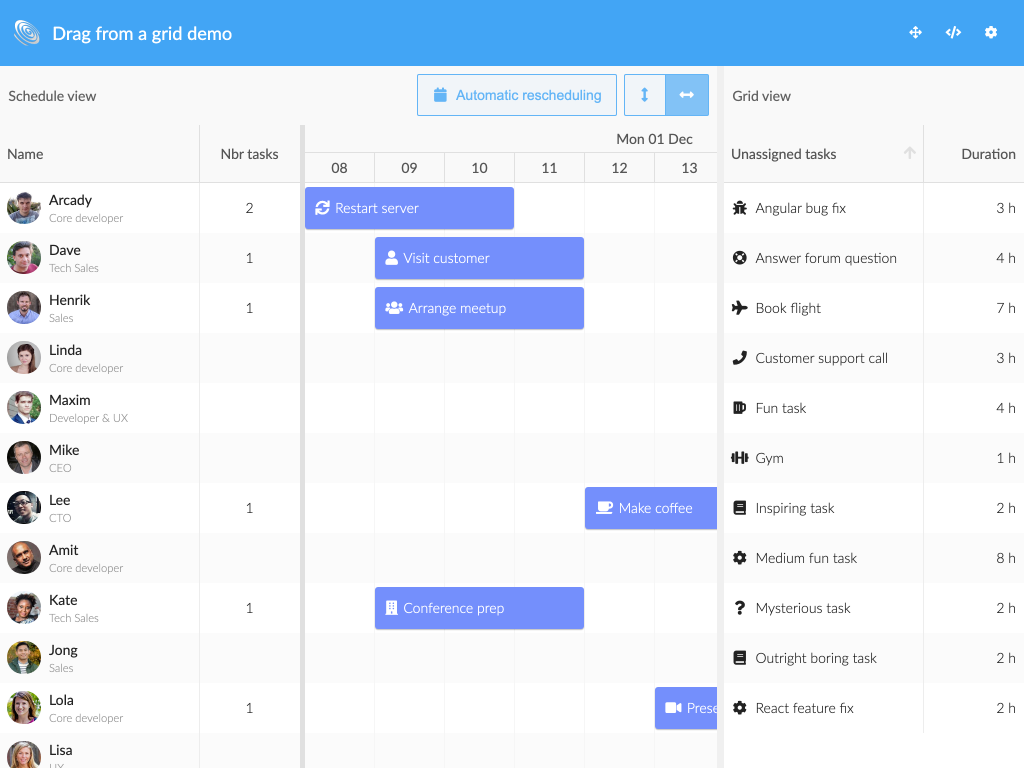 Drag from a grid demo
Schedule view
Automatic rescheduling
Grid view
Name
Nbr tasks
Mon 01 Dec
08 09 10 11 12 13
Unassigned tasks
Duration
Arcady
Core developer
2
Restart server
Dave
Tech Sales
1
Visit customer
Henrik
Sales
1
Arrange meetup
Linda
Core developer
Maxim
Developer & UX
Mike
CEO
Lee
CTO
1
Make coffee
Amit
Core developer
Kate
Tech Sales
1
Conference prep
Jong
Sales
Lola
Core developer
1
Prese
Lisa
UX
Angular bug fix 3 h
Answer forum question 4 h
Book flight 7 h
Customer support call 3 h
Fun task 4 h
Gym 1 h
Inspiring task 2 h
Medium fun task 8 h
Mysterious task 2 h
Outright boring task 2 h
React feature fix 2 h